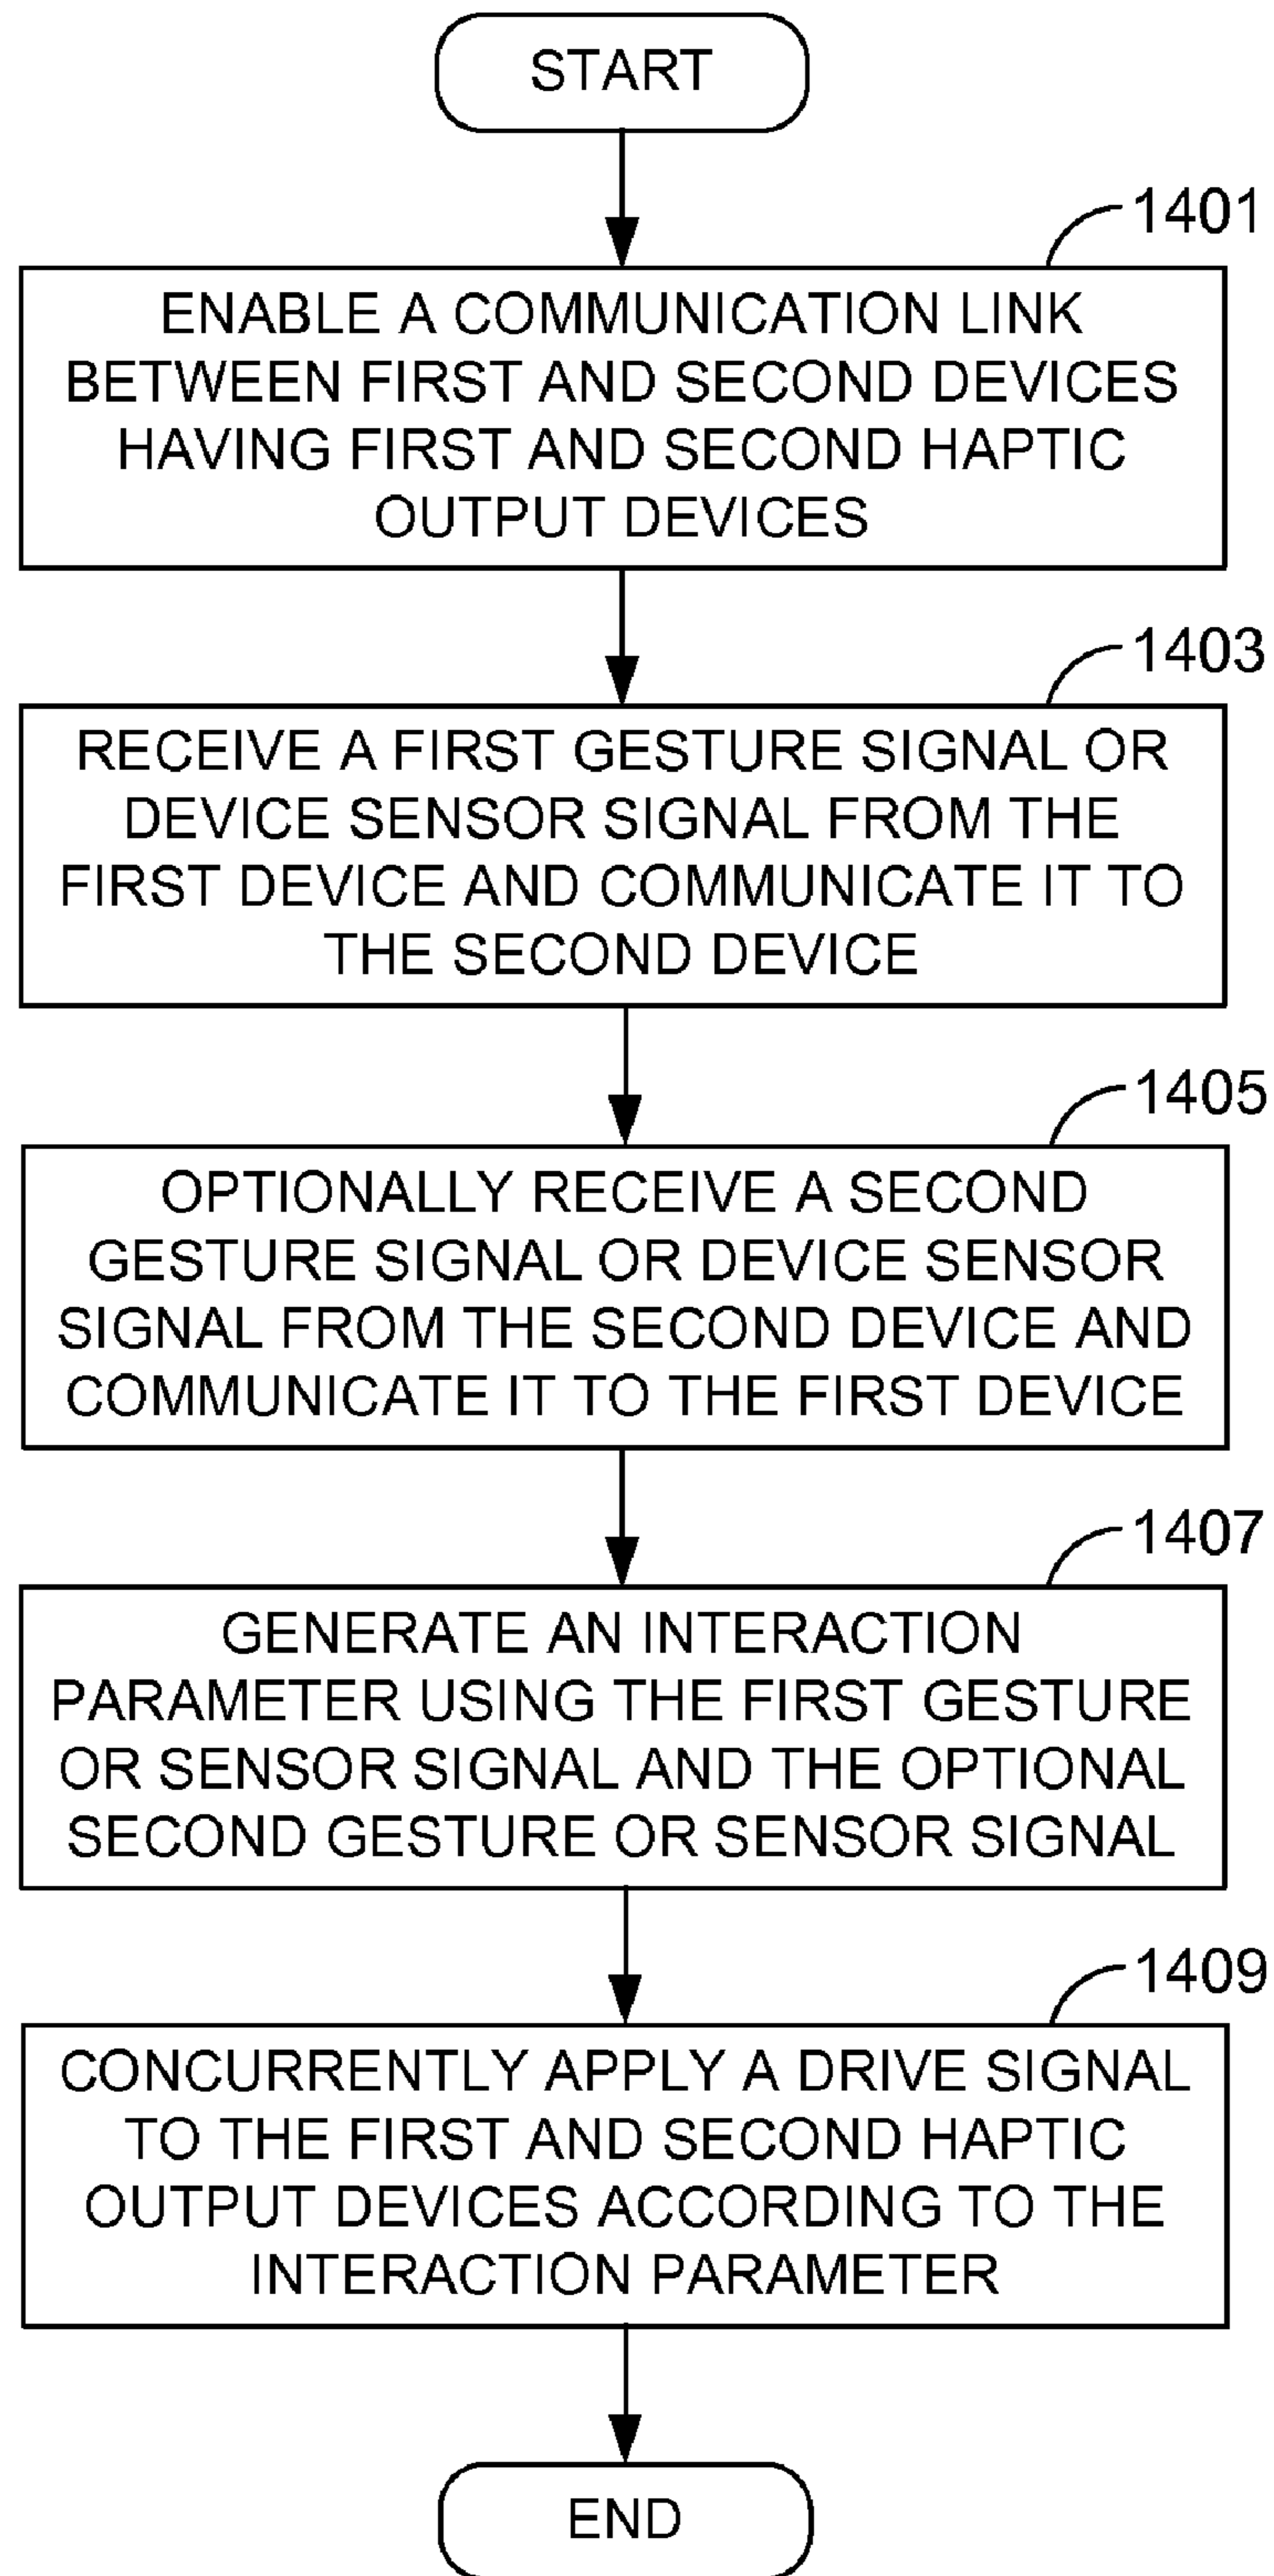 START
1401
ENABLE A COMMUNICATION LINK
BETWEEN FIRST AND SECOND DEVICES
HAVING FIRST AND SECOND HAPTIC
OUTPUT DEVICES
1403
RECEIVE A FIRST GESTURE SIGNAL OR
DEVICE SENSOR SIGNAL FROM THE
FIRST DEVICE AND COMMUNICATE IT TO
THE SECOND DEVICE
1405
OPTIONALLY RECEIVE A SECOND
GESTURE SIGNAL OR DEVICE SENSOR
SIGNAL FROM THE SECOND DEVICE AND
COMMUNICATE IT TO THE FIRST DEVICE
1407
GENERATE AN INTERACTION
PARAMETER USING THE FIRST GESTURE
OR SENSOR SIGNAL AND THE OPTIONAL
SECOND GESTURE OR SENSOR SIGNAL
1409
CONCURRENTLY APPLY A DRIVE SIGNAL
TO THE FIRST AND SECOND HAPTIC
OUTPUT DEVICES ACCORDING TO THE
INTERACTION PARAMETER
END